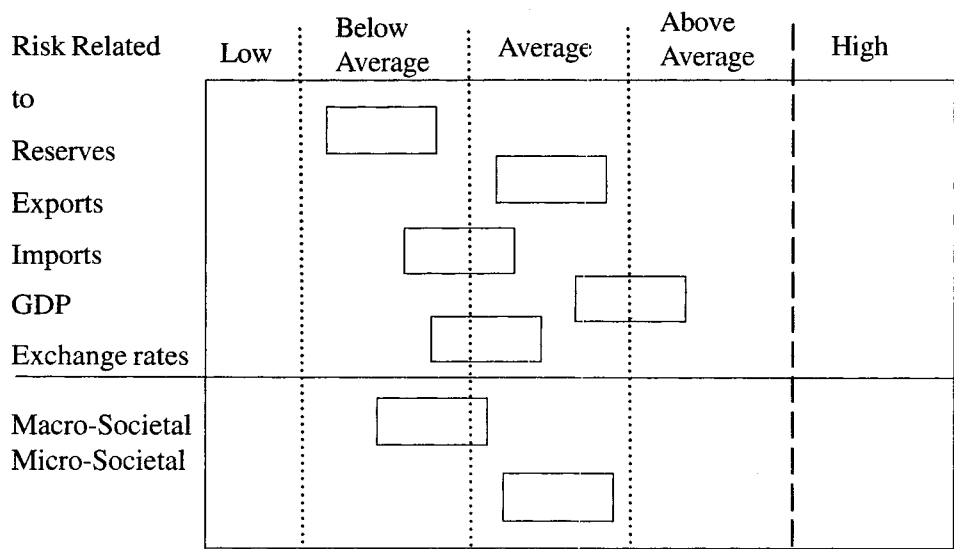 Risk Related
to
Reserves
Exports
Imports
GDP
Exchange rates
Macro-Societal
Micro-Societal
Low
Below
Average
Average
Above
Average
High